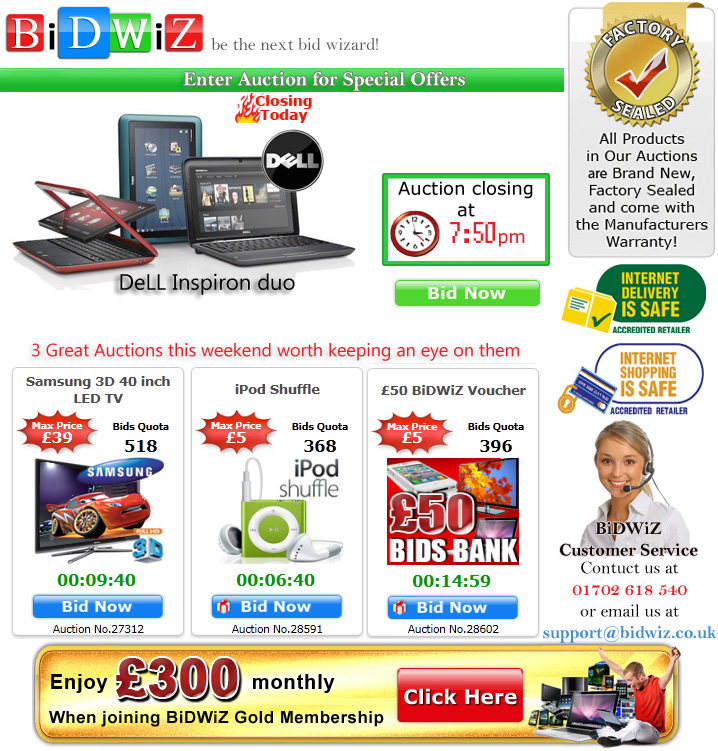 BiDWiZ be the next bid wizard!
Enter Auction for Special Offers
Closing
Today
DELL
DeLL Inspiron duo
Auction closing
at
7:50pm
Bid Now
FACTORY
SEALED
All Products
in Our Auctions
are Brand New,
Factory Sealed
and come with
the Manufacturers
Warranty!
INTERNET
DELIVERY
IS SAFE
ACCREDITED RETAILER
INTERNET
SHOPPING
IS SAFE
ACCREDITED RETAILER
3 Great Auctions this weekend worth keeping an eye on them
Samsung 3D 40 inch
LED TV
Max Price
£39
Bids Quota
518
SAMSUNG
FULL HD
3D
00:09:40
Bid Now
Auction No.27312
iPod Shuffle
Max Price
£5
Bids Quota
368
iPod
shuffle
00:06:40
Bid Now
Auction No.28591
£50 BiDWiZ Voucher
Max Price
£5
Bids Quota
396
£50
BIDS BANK
00:14:59
Bid Now
Auction No.28602
BiDWiZ
Customer Service
Contuct us at
01702 618 540
or email us at
support@bidwiz.co.uk
Enjoy £300 monthly
When joining BiDWiZ Gold Membership
Click Here